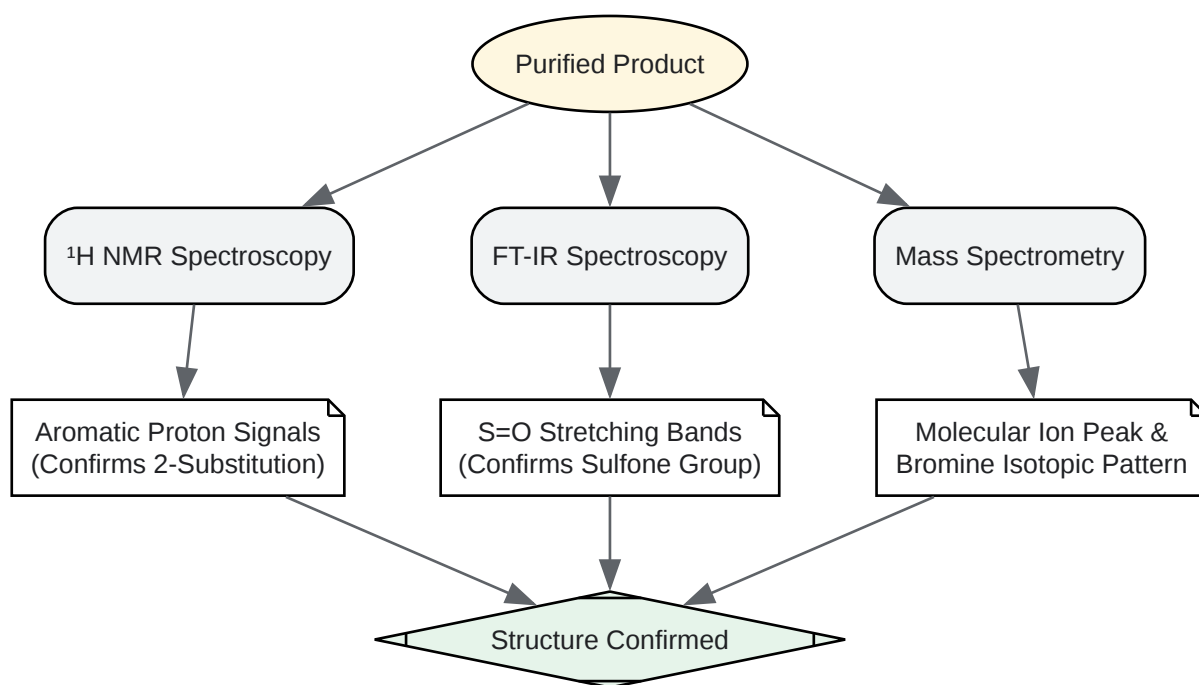 Purified Product
¹H NMR Spectroscopy
FT-IR Spectroscopy
Mass Spectrometry
Aromatic Proton Signals
(Confirms 2-Substitution)
S=O Stretching Bands
(Confirms Sulfone Group)
Molecular Ion Peak &
Bromine Isotopic Pattern
Structure Confirmed